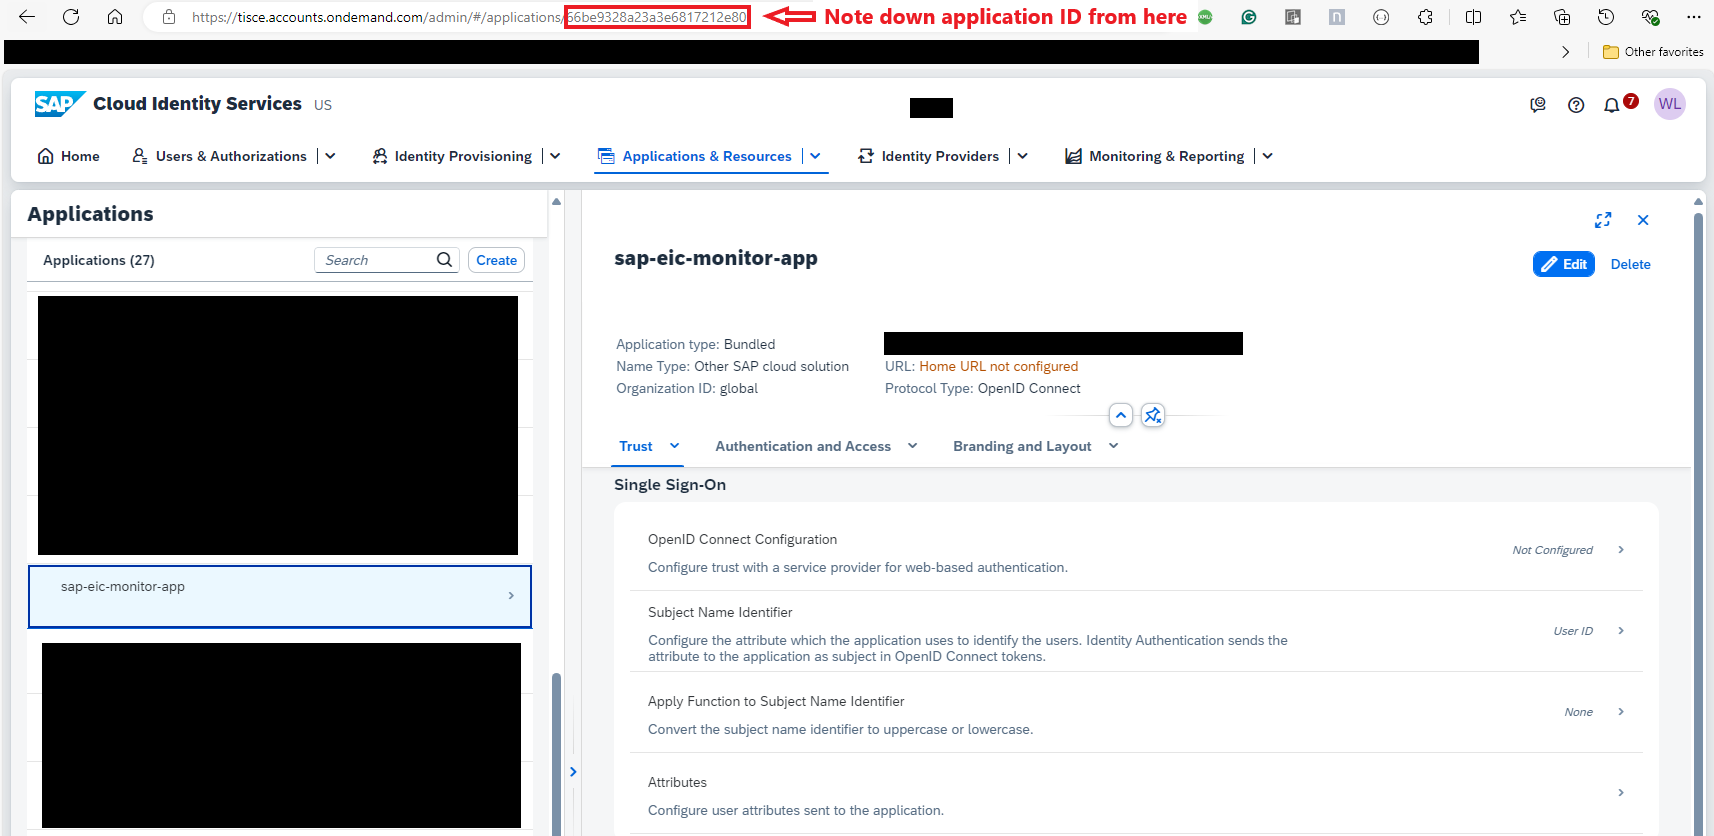 https://tisce.accounts.ondemand.com/admin/#/applications/66be9328a23a3e6817212e80
Note down application ID from here
Other favorites
SAP Cloud Identity Services US
7
WL
Home
Users & Authorizations
Identity Provisioning
Applications & Resources
Identity Providers
Monitoring & Reporting
Applications
Applications (27)
Search
Create
sap-eic-monitor-app
sap-eic-monitor-app
Edit
Delete
Application type: Bundled
Name Type: Other SAP cloud solution
Organization ID: global
URL: Home URL not configured
Protocol Type: OpenID Connect
Trust
Authentication and Access
Branding and Layout
Single Sign-On
OpenID Connect Configuration
Configure trust with a service provider for web-based authentication.
Not Configured
Subject Name Identifier
Configure the attribute which the application uses to identify the users. Identity Authentication sends the
attribute to the application as subject in OpenID Connect tokens.
User ID
Apply Function to Subject Name Identifier
Convert the subject name identifier to uppercase or lowercase.
None
Attributes
Configure user attributes sent to the application.